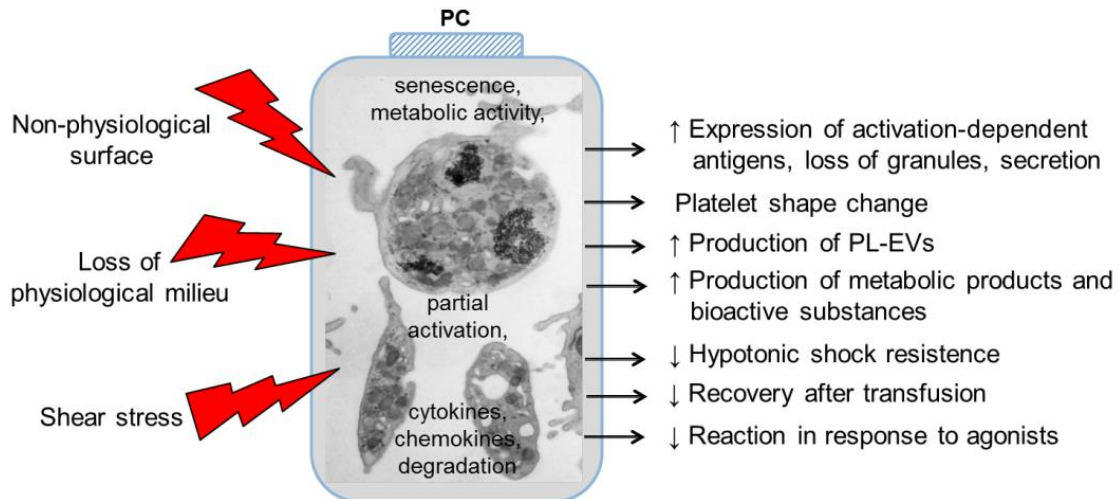 PC
senescence,
metabolic activity,
Non-physiological
surface
Loss of
physiological milieu
Shear stress
partial
activation,
cytokines,
chemokines,
degradation
↑ Expression of activation-dependent
antigens, loss of granules, secretion
Platelet shape change
↑ Production of PL-EVs
↑ Production of metabolic products and
bioactive substances
↓ Hypotonic shock resistence
↓ Recovery after transfusion
↓ Reaction in response to agonists